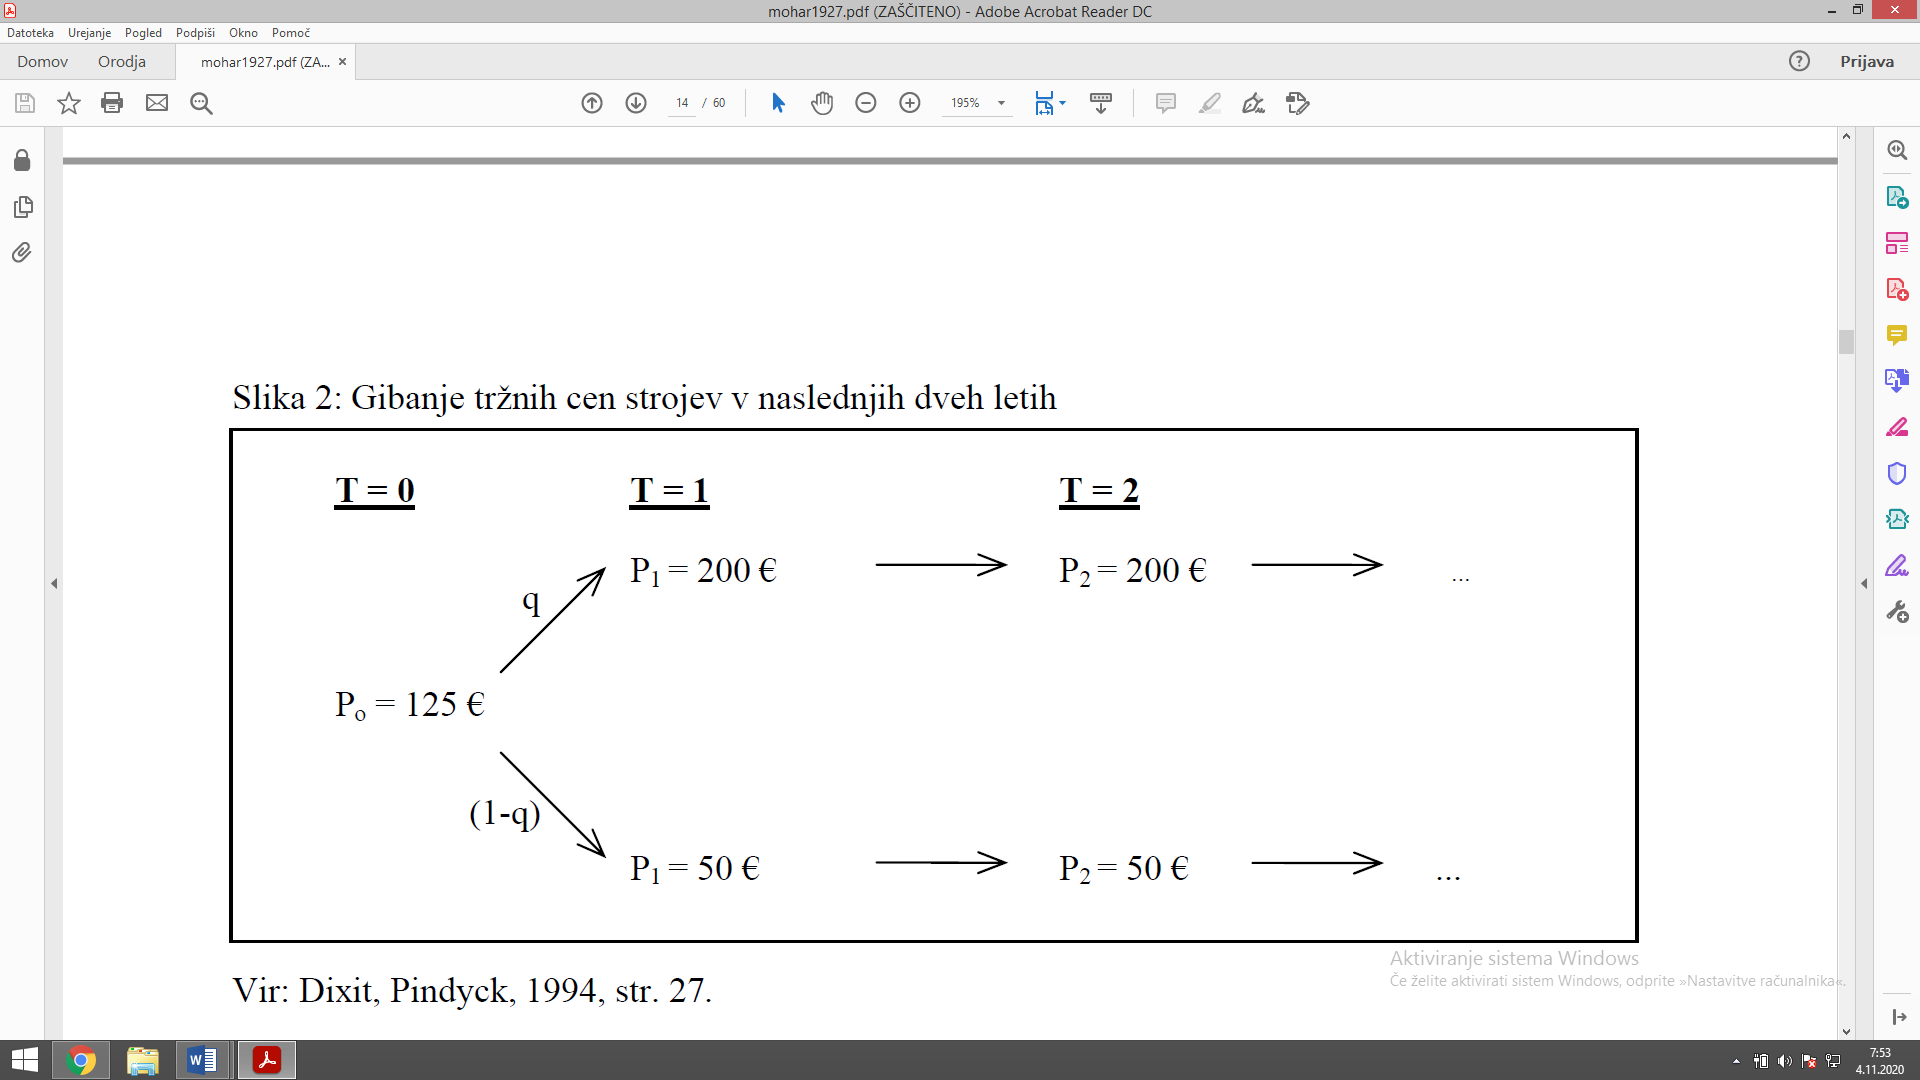 mohar1927.pdf (ZAŠČITENO) - Adobe Acrobat Reader DC
Datoteka Urejanje Pogled Podpiši Okno Pomoč
Domov Orodja mohar1927.pdf (ZA... × Prijava
14 / 60 195%
Slika 2: Gibanje tržnih cen strojev v naslednjih dveh letih
T = 0 T = 1 T = 2
P1 = 200 € P2 = 200 € ...
q
Po = 125 €
(1-q)
P1 = 50 € P2 = 50 € ...
Vir: Dixit, Pindyck, 1994, str. 27.
Aktiviranje sistema Windows
Če želite aktivirati sistem Windows, odprite »Nastavitve računalnika«.
7:53
4.11.2020